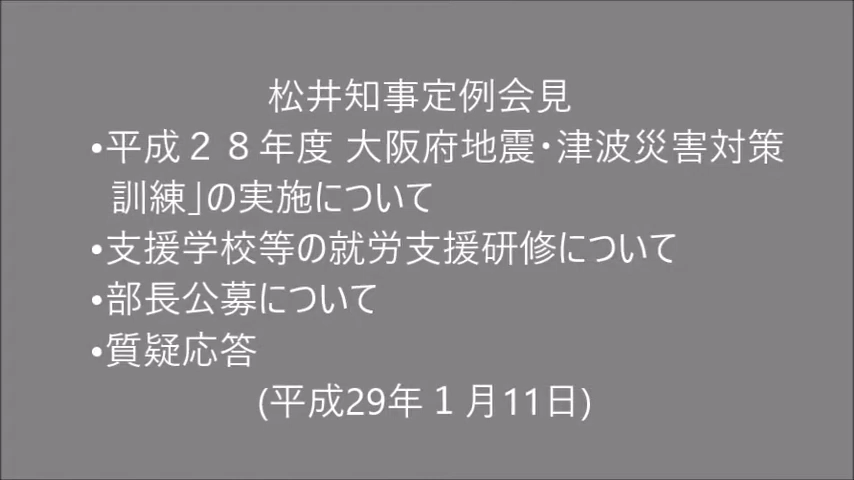 松井知事定例会見
•平成２８年度 大阪府地震・津波災害対策
訓練」の実施について
•支援学校等の就労支援研修について
•部長公募について
•質疑応答
(平成29年１月11日)